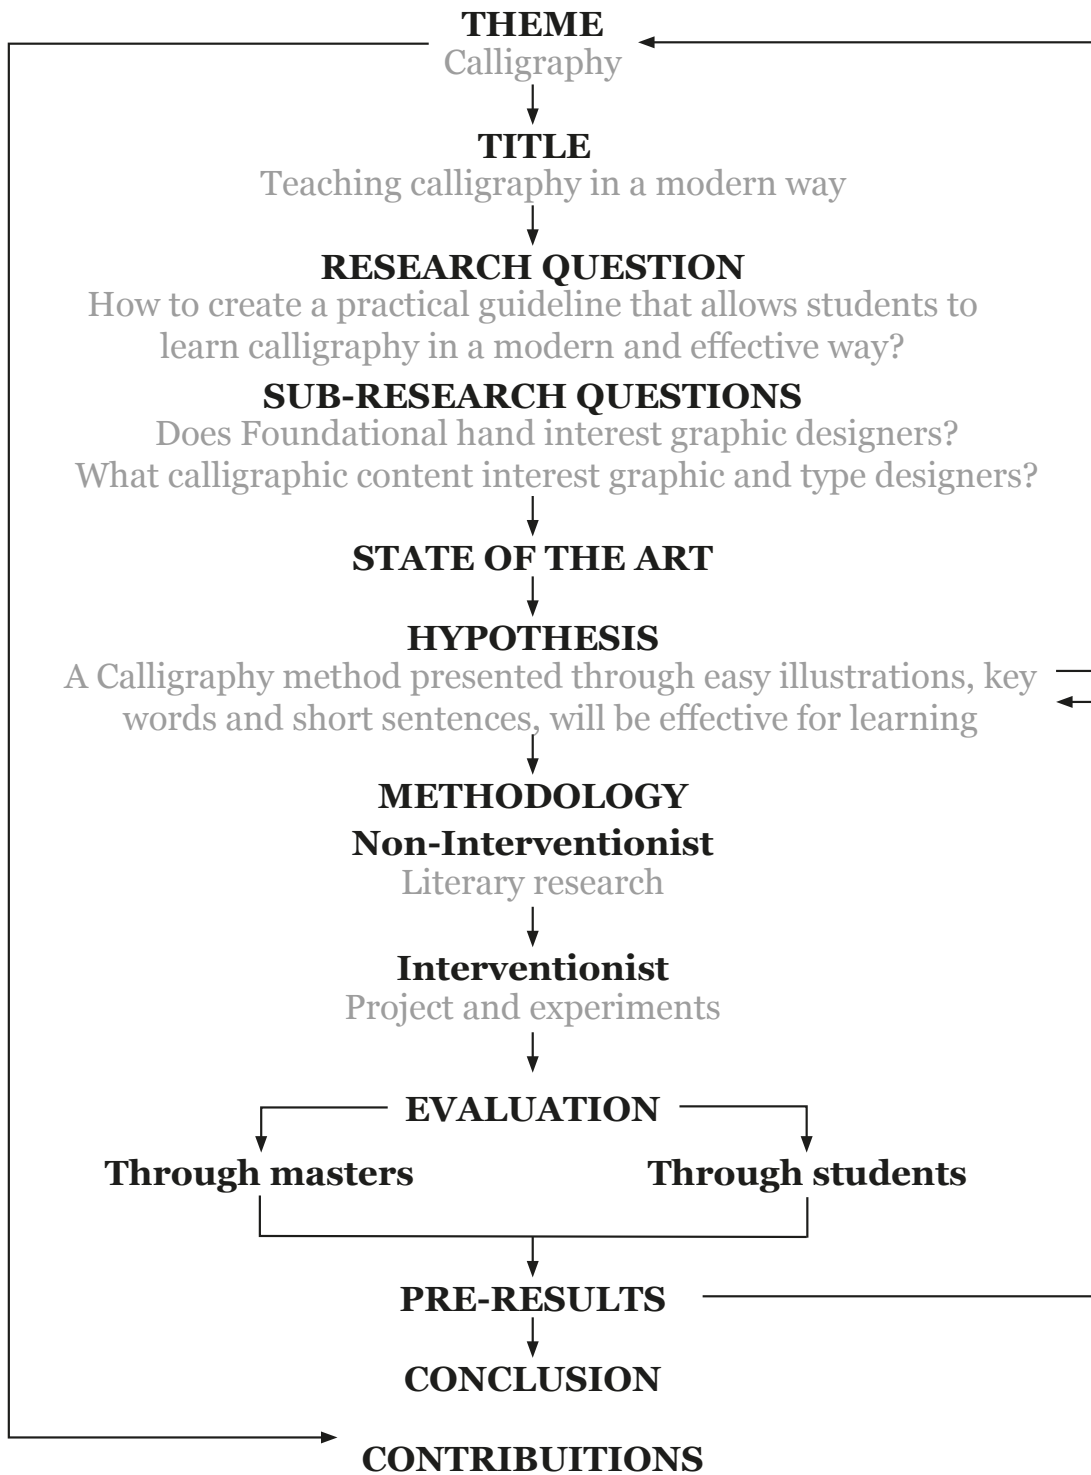 THEME
Calligraphy
TITLE
Teaching calligraphy in a modern way
RESEARCH QUESTION
How to create a practical guideline that allows students to
learn calligraphy in a modern and effective way?
SUB-RESEARCH QUESTIONS
Does Foundational hand interest graphic designers?
What calligraphic content interest graphic and type designers?
STATE OF THE ART
HYPOTHESIS
A Calligraphy method presented through easy illustrations, key
words and short sentences, will be effective for learning
METHODOLOGY
Non-Interventionist
Literary research
Interventionist
Project and experiments
EVALUATION
Through masters
Through students
PRE-RESULTS
CONCLUSION
CONTRIBUITIONS